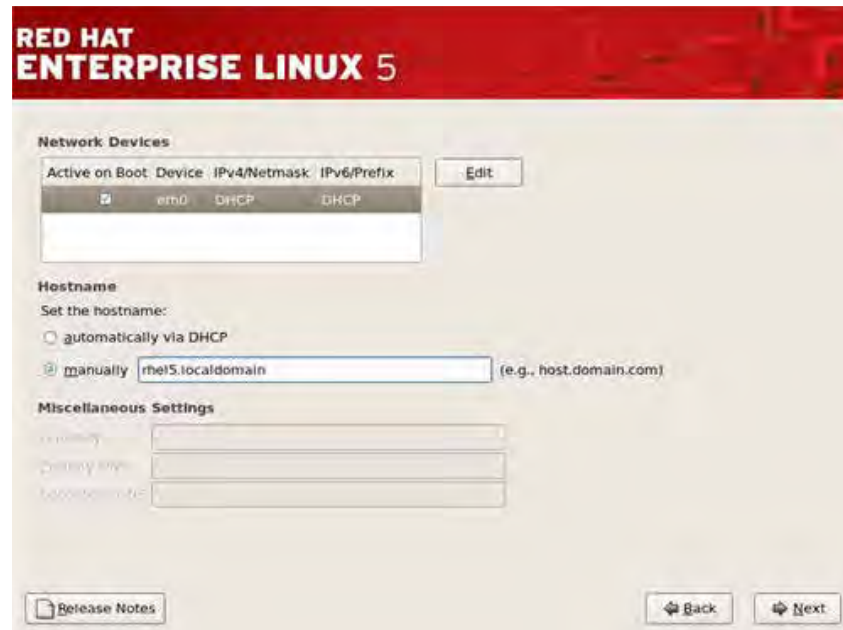 RED HAT
ENTERPRISE LINUX 5
Network Devices
Active on Boot Device IPv4/Netmask IPv6/Prefix
DHCP DHCP
Edit
Hostname
Set the hostname:
automatically via DHCP
manually rhel5.localdomain (e.g., host.domain.com)
Miscellaneous Settings
Release Notes
Back
Next